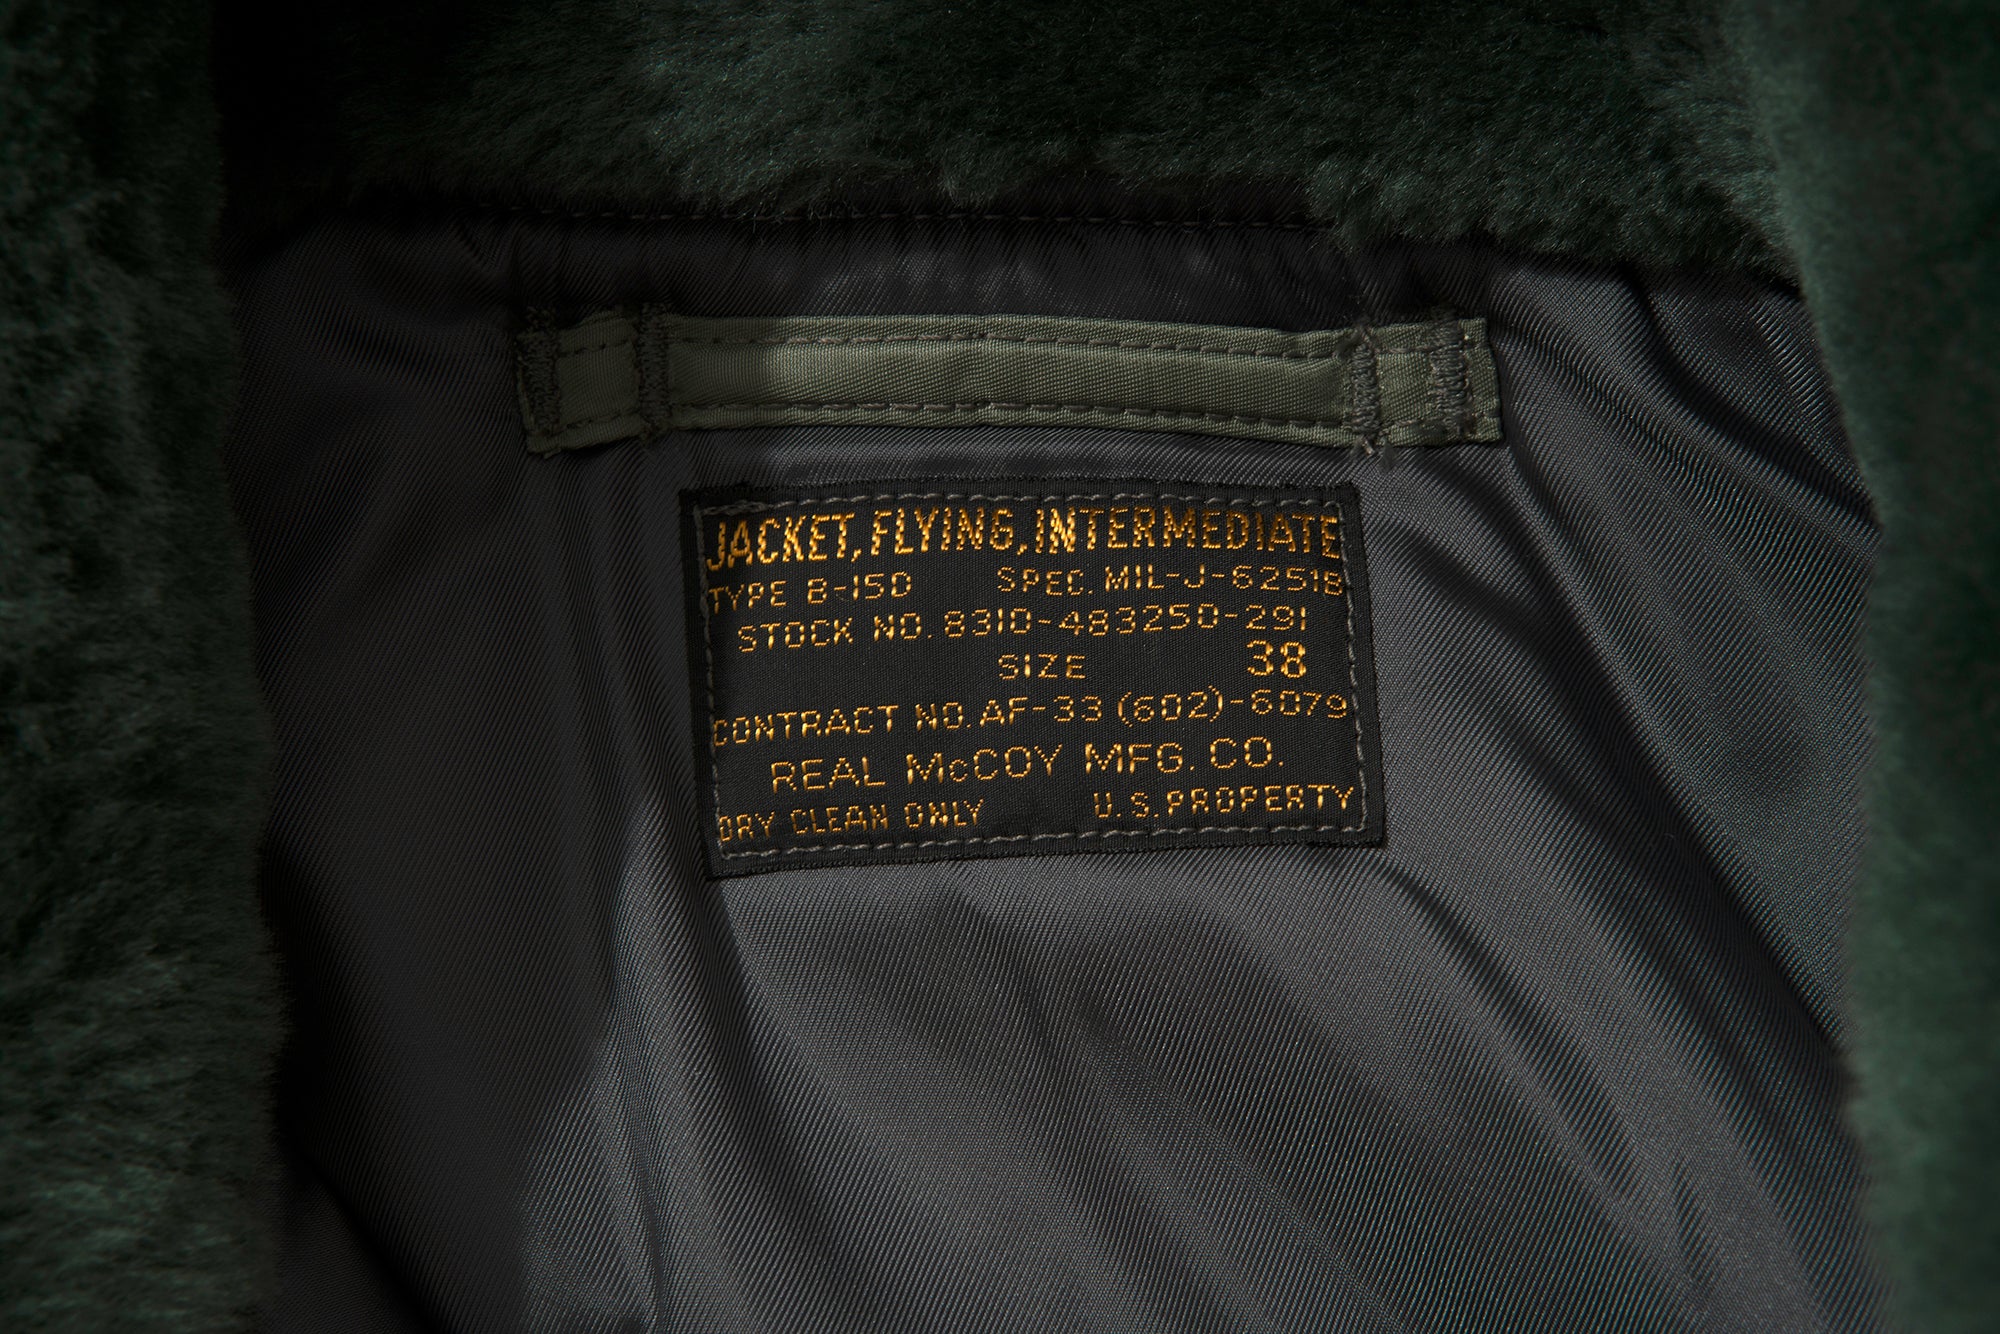 JACKET, FLYING, INTERMEDIATE
TYPE B-15D SPEC. MIL-J-6251B
STOCK NO. 8310-483250-291
SIZE 38
CONTRACT NO. AF-33 (602)-6079
REAL McCOY MFG. CO.
DRY CLEAN ONLY U.S. PROPERTY